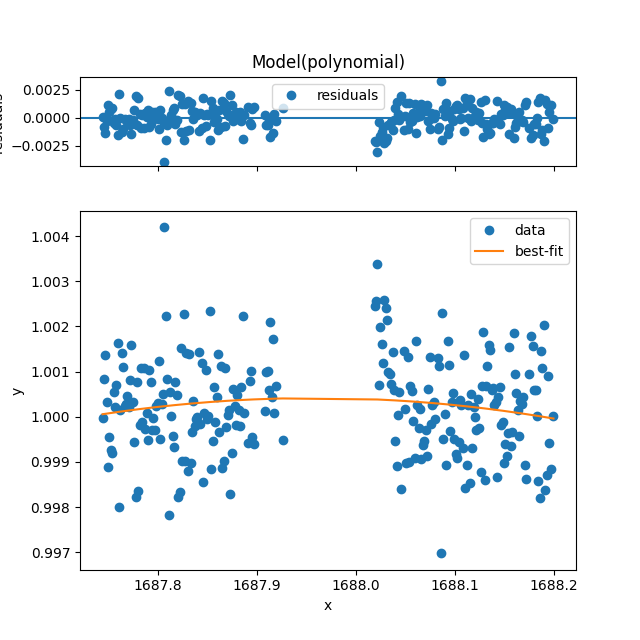 Model(polynomial)
residuals
0.0025
0.0000
−0.0025
residuals
data
best-fit
1.004
1.003
1.002
1.001
1.000
0.999
0.998
0.997
y
1687.8
1687.9
1688.0
1688.1
1688.2
x